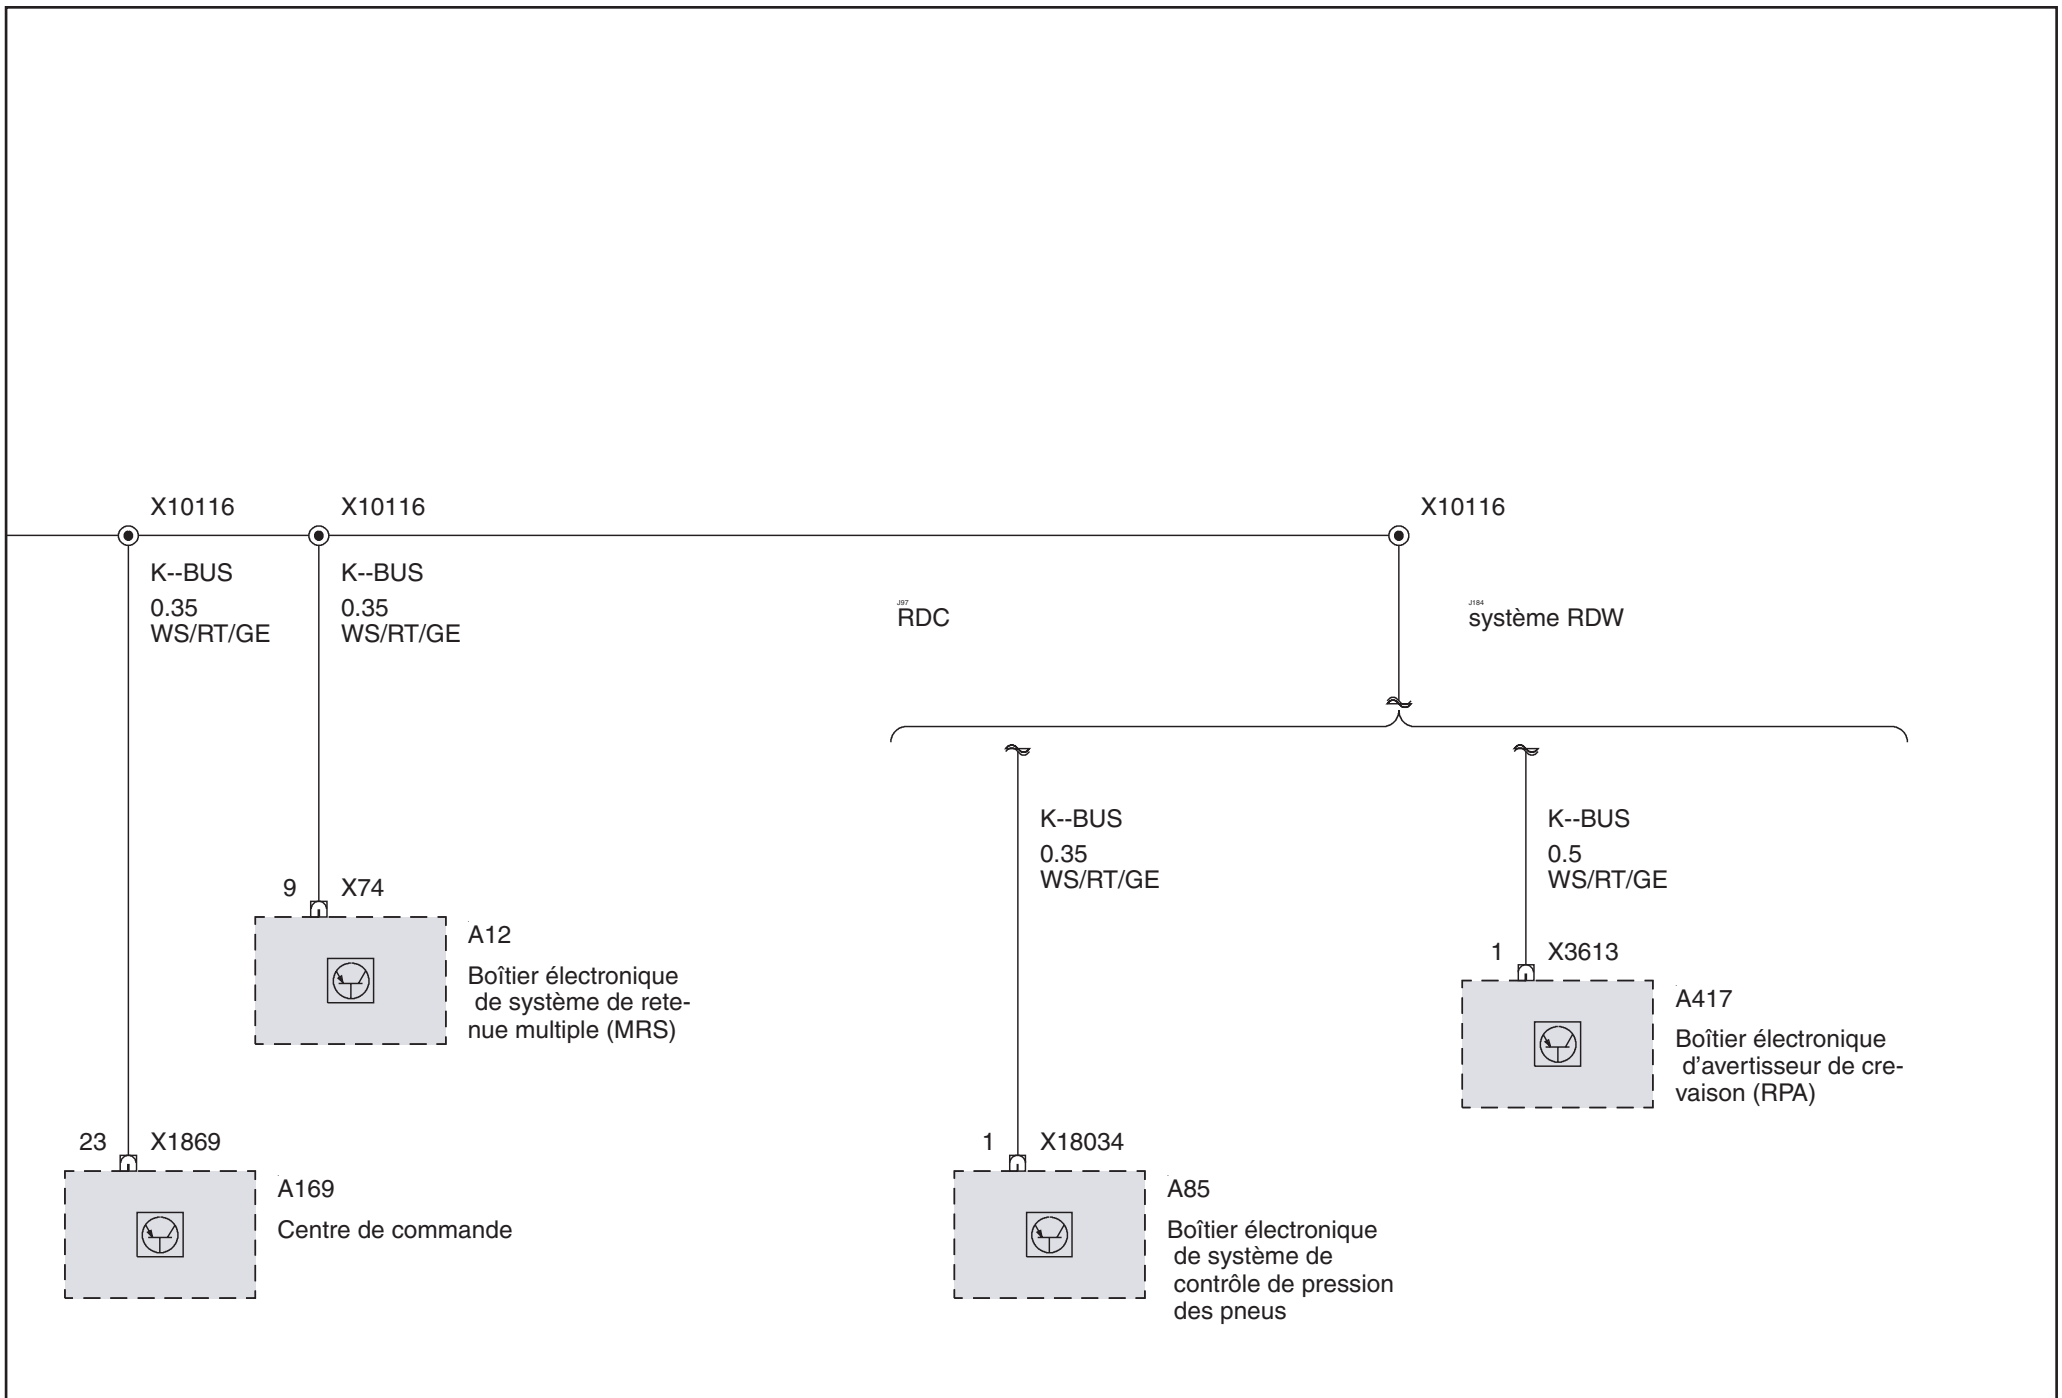 X10116
X10116
X10116
K--BUS
0.35
WS/RT/GE
K--BUS
0.35
WS/RT/GE
J97
RDC
J184
système RDW
K--BUS
0.35
WS/RT/GE
K--BUS
0.5
WS/RT/GE
9 X74
A12
Boîtier électronique
de système de rete-
nue multiple (MRS)
1 X3613
A417
Boîtier électronique
d'avertisseur de cre-
vaison (RPA)
23 X1869
A169
Centre de commande
1 X18034
A85
Boîtier électronique
de système de
contrôle de pression
des pneus